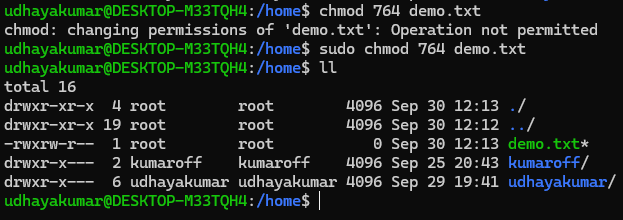 udhayakumar@DESKTOP-M33TQH4:/home$ chmod 764 demo.txt
chmod: changing permissions of 'demo.txt': Operation not permitted
udhayakumar@DESKTOP-M33TQH4:/home$ sudo chmod 764 demo.txt
udhayakumar@DESKTOP-M33TQH4:/home$ ll
total 16
drwxr-xr-x  4 root        root        4096 Sep 30 12:13 ./
drwxr-xr-x 19 root        root        4096 Sep 30 12:12 ../
-rwxrw-r--  1 root        root           0 Sep 30 12:13 demo.txt*
drwxr-x---  2 kumaroff    kumaroff    4096 Sep 25 20:43 kumaroff/
drwxr-x---  6 udhayakumar udhayakumar 4096 Sep 29 19:41 udhayakumar/
udhayakumar@DESKTOP-M33TQH4:/home$